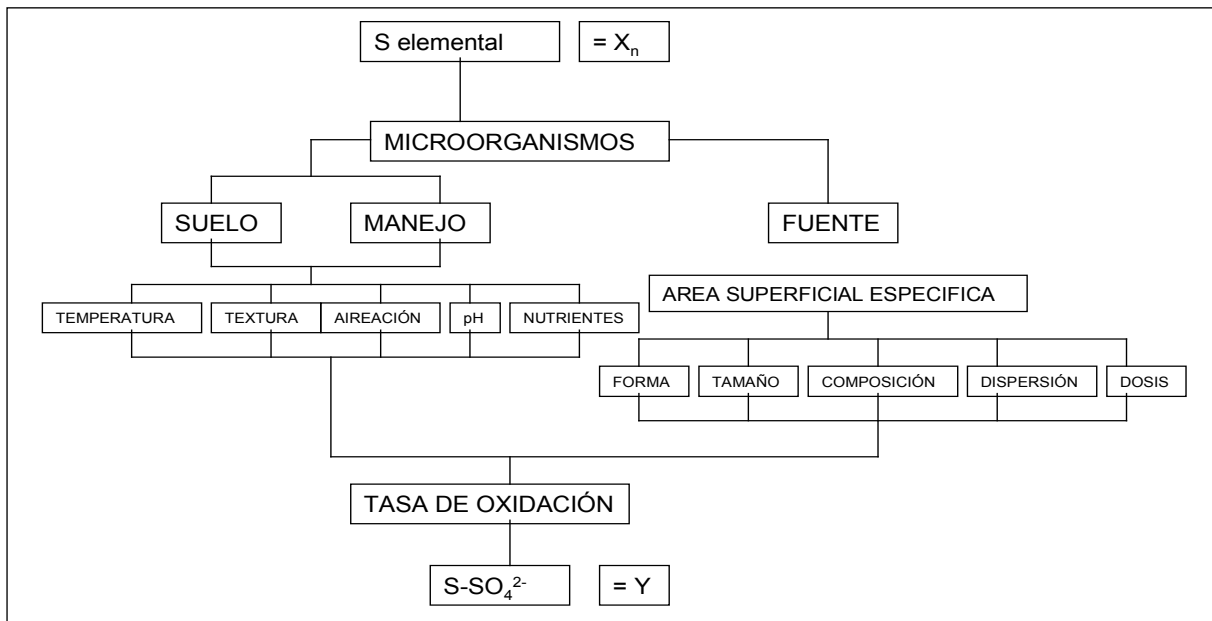 S elemental = Xₙ
MICROORGANISMOS
SUELO MANEJO FUENTE
AREA SUPERFICIAL ESPECIFICA
TEMPERATURA TEXTURA AIREACIÓN pH NUTRIENTES
FORMA TAMAÑO COMPOSICIÓN DISPERSIÓN DOSIS
TASA DE OXIDACIÓN
S-SO₄²⁻ = Y